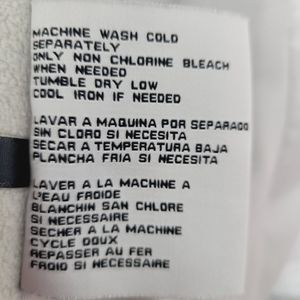 MACHINE WASH COLD
SEPARATELY
ONLY NON CHLORINE BLEACH
WHEN NEEDED
TUMBLE DRY LOW
COOL IRON IF NEEDED
LAVAR A MAQUINA POR SEPARADO
SIN CLORO SI NECESITA
SECAR A TEMPERATURA BAJA
PLANCHA FRIA SI NECESITA
LAVER A LA MACHINE A
L'EAU FROIDE
BLANCHIN SAN CHLORE
SI NECESSAIRE
SECHER A LA MACHINE
CYCLE DOUX
REPASSER AU FER
FROID SI NECESSAIRE